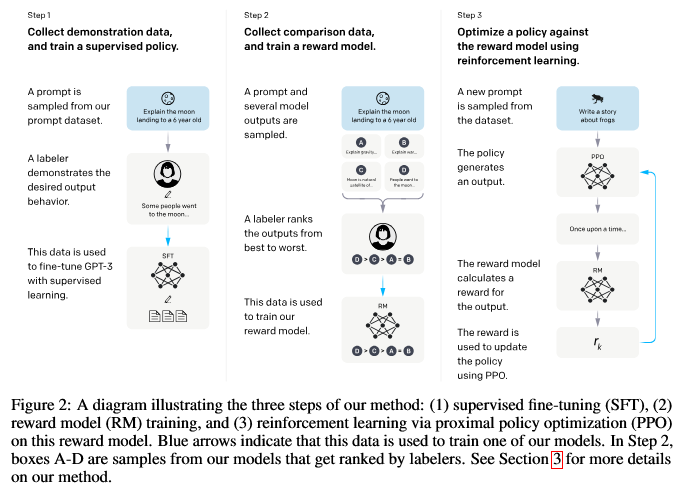 Step 1
Collect demonstration data,
and train a supervised policy.
A prompt is
sampled from our
prompt dataset.
Explain the moon
landing to a 6 year old
A labeler
demonstrates the
desired output
behavior.
Some people went
to the moon...
This data is used
to fine-tune GPT-3
with supervised
learning.
SFT
Step 2
Collect comparison data,
and train a reward model.
A prompt and
several model
outputs are
sampled.
Explain the moon
landing to a 6 year old
A
Explain gravity...
B
Explain war...
C
Moon is natural
satellite of...
D
People went to
the moon...
A labeler ranks
the outputs from
best to worst.
D > C > A = B
This data is used
to train our
reward model.
RM
D > C > A = B
Step 3
Optimize a policy against
the reward model using
reinforcement learning.
A new prompt
is sampled from
the dataset.
Write a story
about frogs
The policy
generates
an output.
PPO
Once upon a time...
The reward model
calculates a
reward for
the output.
RM
The reward is
used to update
the policy
using PPO.
rk
Figure 2: A diagram illustrating the three steps of our method: (1) supervised fine-tuning (SFT), (2)
reward model (RM) training, and (3) reinforcement learning via proximal policy optimization (PPO)
on this reward model. Blue arrows indicate that this data is used to train one of our models. In Step 2,
boxes A-D are samples from our models that get ranked by labelers. See Section 3 for more details
on our method.